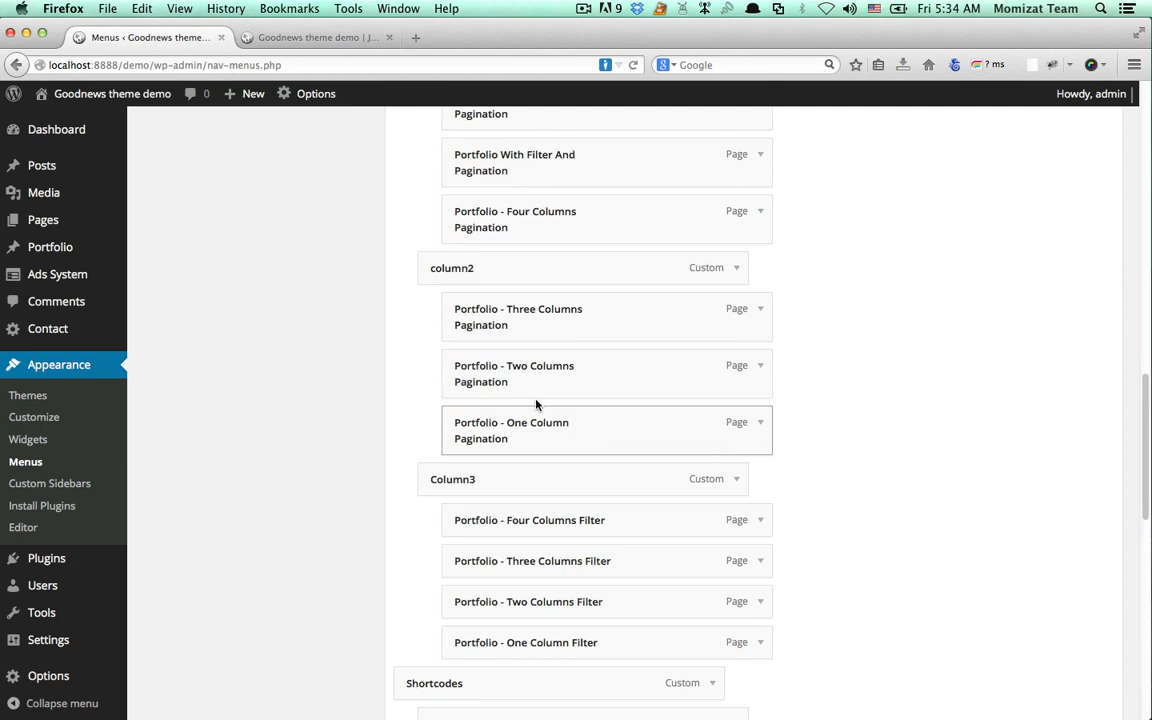 Firefox File Edit View History Bookmarks Tools Window Help 9 Fri 5:34 AM Momizat Team
Menus < Goodnews theme... Goodnews theme demo | J...
localhost:8888/demo/wp-admin/nav-menus.php Google ? ms
Goodnews theme demo 0 New Options Howdy, admin
Dashboard
Posts
Media
Pages
Portfolio
Ads System
Comments
Contact
Appearance
Themes
Customize
Widgets
Menus
Custom Sidebars
Install Plugins
Editor
Plugins
Users
Tools
Settings
Options
Collapse menu
Pagination
Portfolio With Filter And Page
Pagination
Portfolio - Four Columns Page
Pagination
column2 Custom
Portfolio - Three Columns Page
Pagination
Portfolio - Two Columns Page
Pagination
Portfolio - One Column Page
Pagination
Column3 Custom
Portfolio - Four Columns Filter Page
Portfolio - Three Columns Filter Page
Portfolio - Two Columns Filter Page
Portfolio - One Column Filter Page
Shortcodes Custom